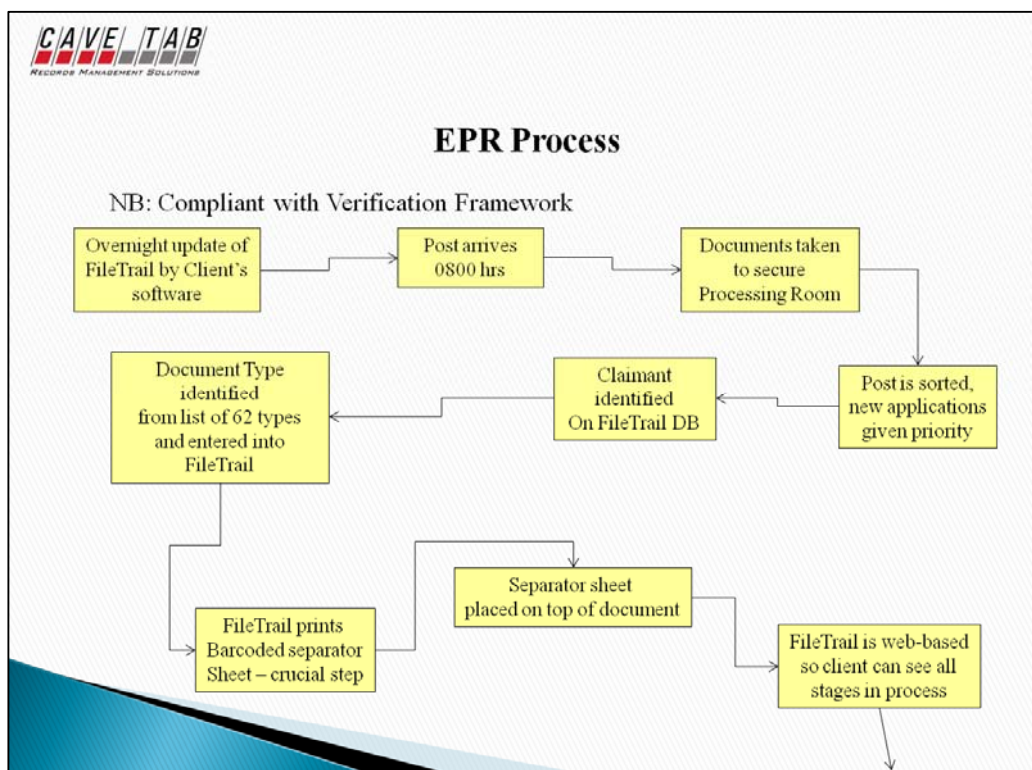 CAVE TAB
RECORDS MANAGEMENT SOLUTIONS
EPR Process
NB: Compliant with Verification Framework
Overnight update of
FileTrail by Client's
software
Post arrives
0800 hrs
Documents taken
to secure
Processing Room
Post is sorted,
new applications
given priority
Claimant
identified
On FileTrail DB
Document Type
identified
from list of 62 types
and entered into
FileTrail
FileTrail prints
Barcoded separator
Sheet – crucial step
Separator sheet
placed on top of document
FileTrail is web-based
so client can see all
stages in process